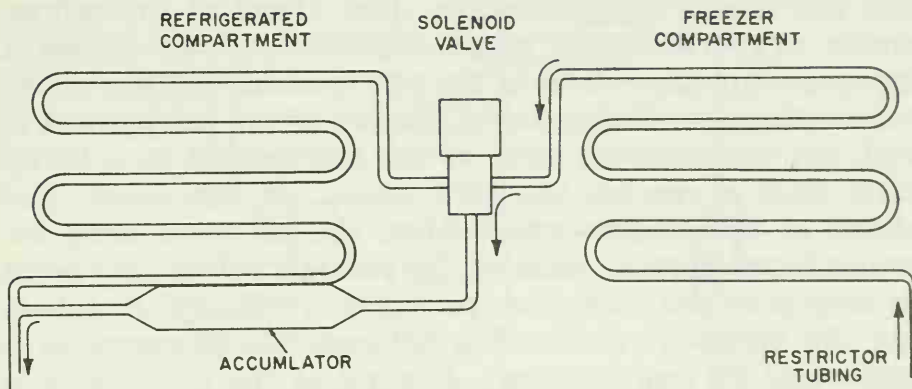 REFRIGERATED
COMPARTMENT
SOLENOID
VALVE
FREEZER
COMPARTMENT
ACCUMLATOR
RESTRICTOR
TUBING